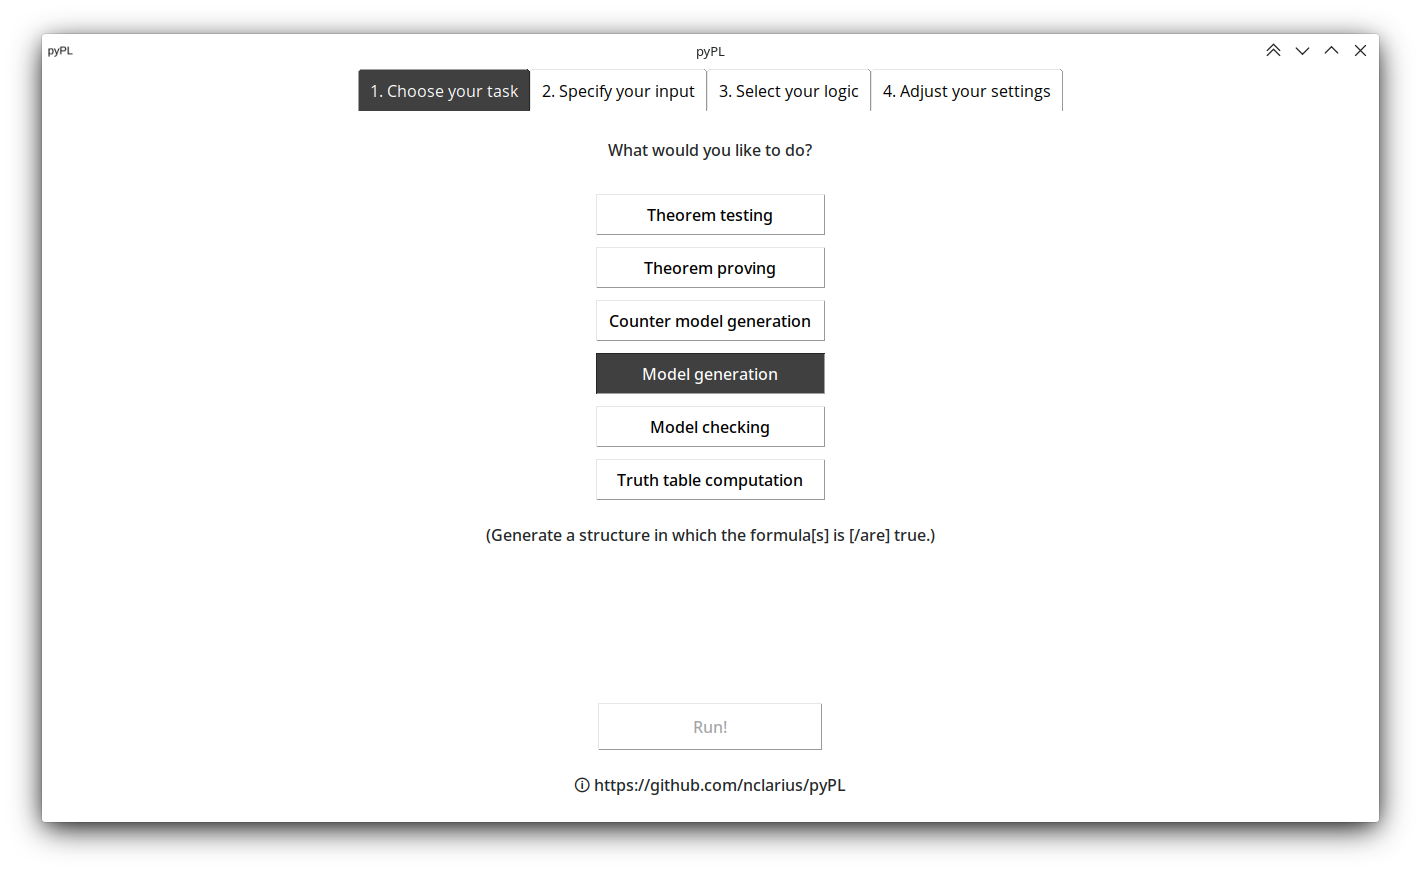 pyPL
pyPL
1. Choose your task
2. Specify your input
3. Select your logic
4. Adjust your settings
What would you like to do?
Theorem testing
Theorem proving
Counter model generation
Model generation
Model checking
Truth table computation
(Generate a structure in which the formula[s] is [/are] true.)
Run!
https://github.com/nclarius/pyPL